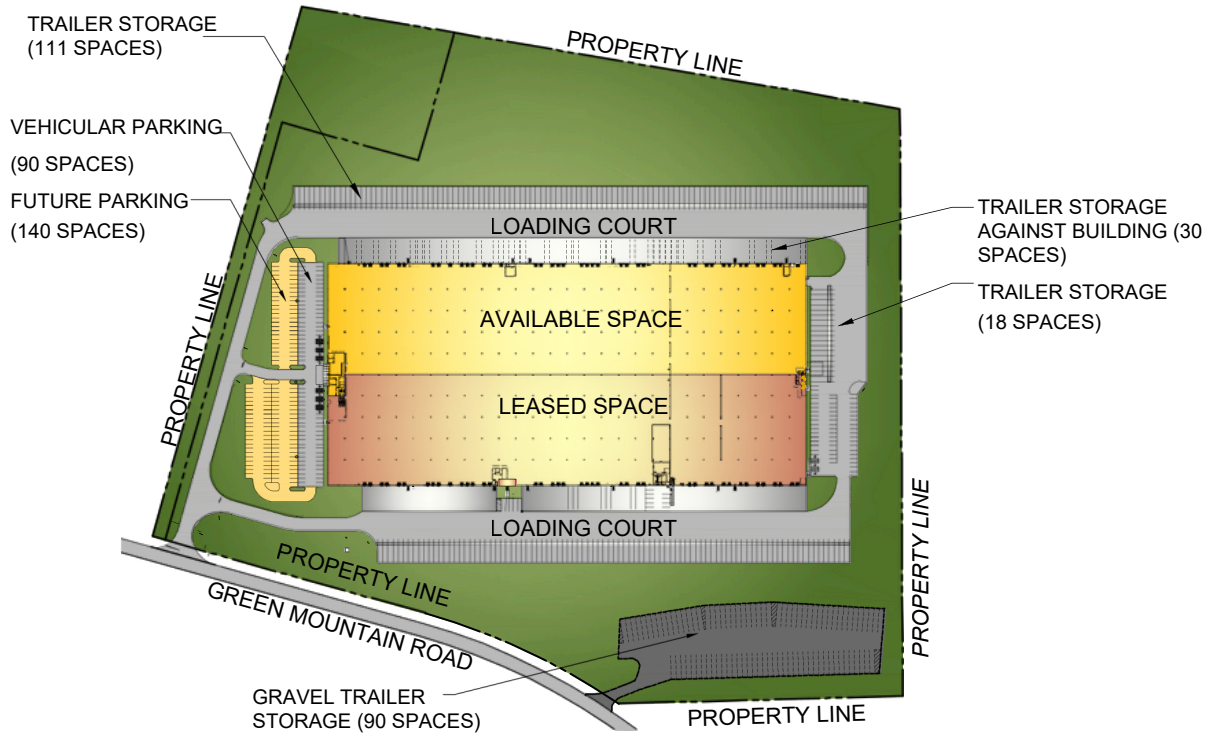 TRAILER STORAGE
(111 SPACES)
PROPERTY LINE
VEHICULAR PARKING
(90 SPACES)
FUTURE PARKING
(140 SPACES)
LOADING COURT
TRAILER STORAGE
AGAINST BUILDING (30
SPACES)
TRAILER STORAGE
(18 SPACES)
PROPERTY LINE
AVAILABLE SPACE
LEASED SPACE
LOADING COURT
PROPERTY LINE
PROPERTY LINE
GREEN MOUNTAIN ROAD
GRAVEL TRAILER
STORAGE (90 SPACES)
PROPERTY LINE